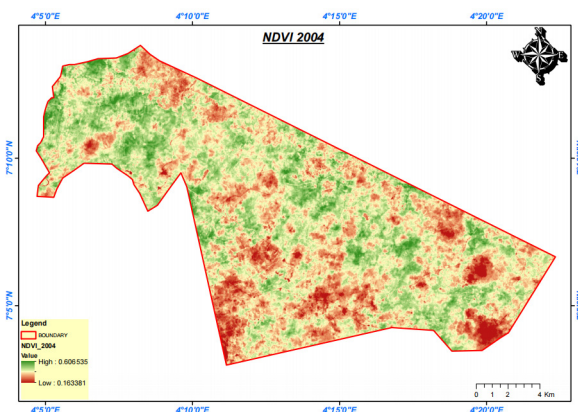 4°5'0"E 4°10'0"E 4°15'0"E 4°20'0"E
NDVI 2004
7°10'0"N
7°5'0"N
Legend
BOUNDARY
NDVI_2004
Value
High : 0.606535
Low : 0.163381
0 1 2 4 Km
4°5'0"E 4°10'0"E 4°15'0"E 4°20'0"E